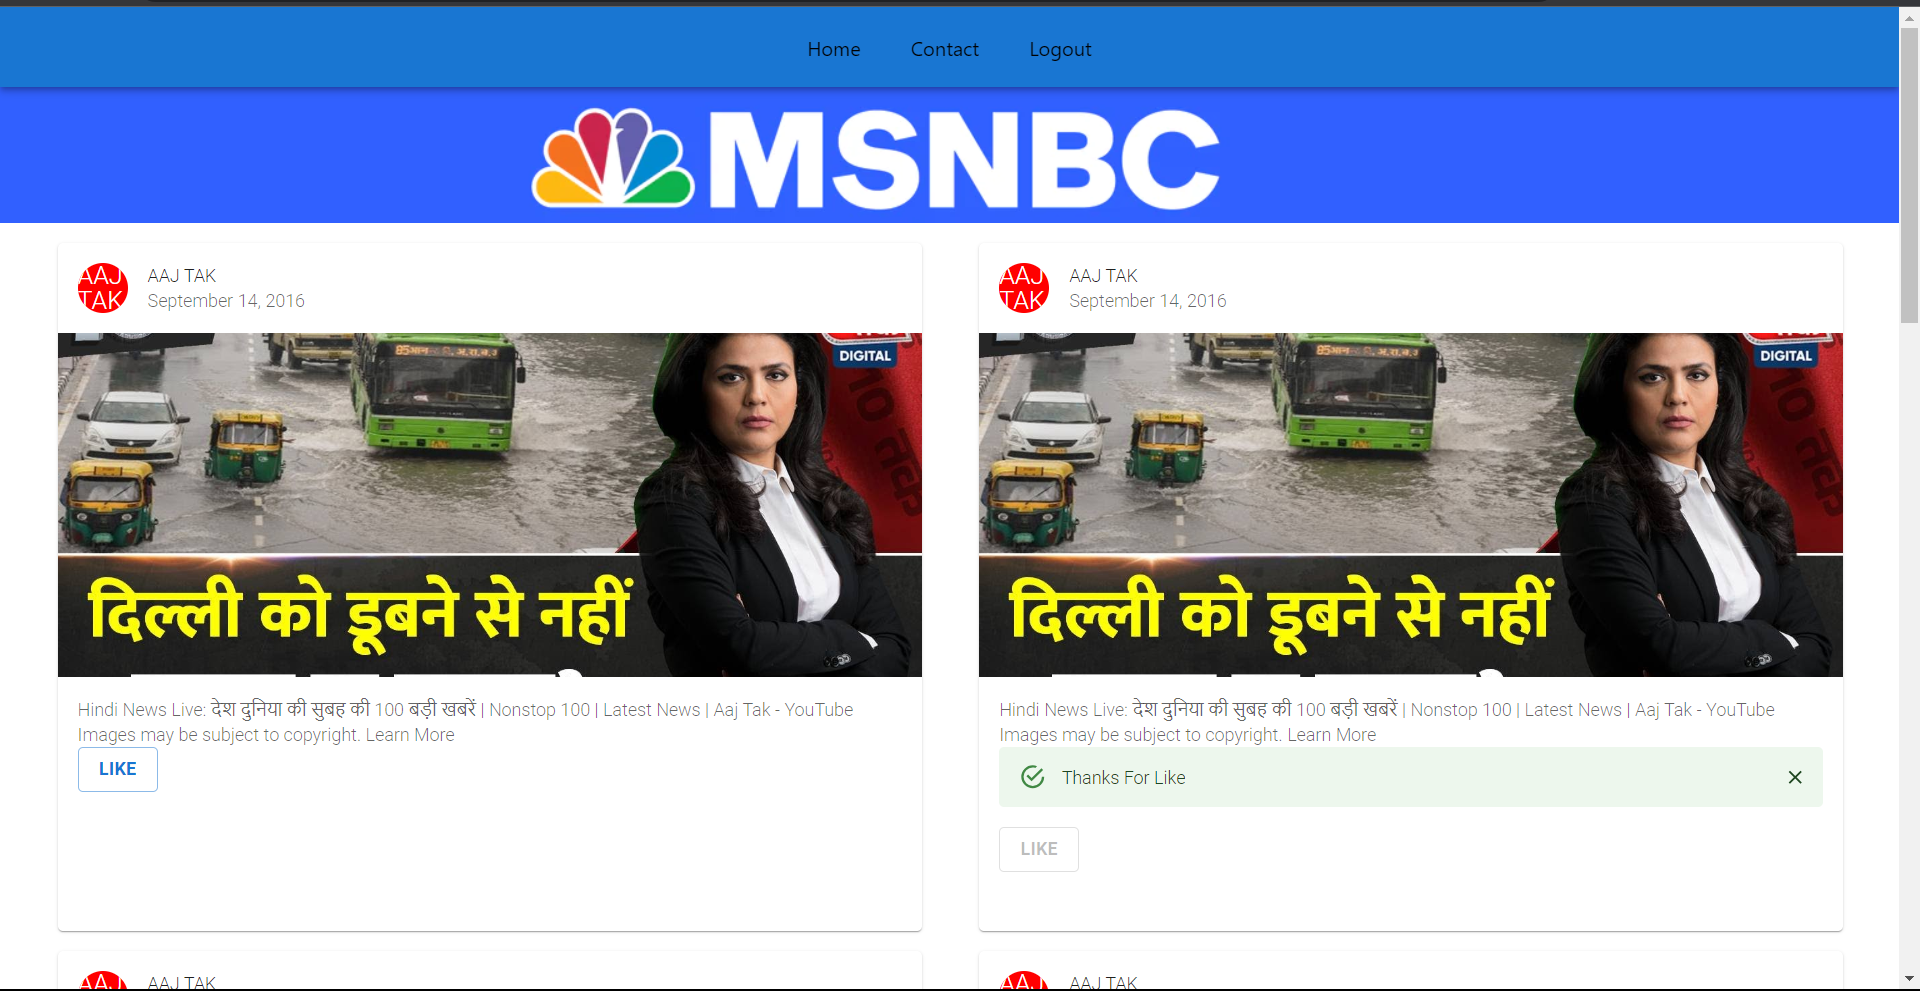 Home Contact Logout
MSNBC
AAJ TAK
AAJ TAK
September 14, 2016
DIGITAL
दिल्ली को डूबने से नहीं
Hindi News Live: देश दुनिया की सुबह की 100 बड़ी खबरें | Nonstop 100 | Latest News | Aaj Tak - YouTube
Images may be subject to copyright. Learn More
LIKE
AAJ TAK
AAJ TAK
September 14, 2016
DIGITAL
दिल्ली को डूबने से नहीं
Hindi News Live: देश दुनिया की सुबह की 100 बड़ी खबरें | Nonstop 100 | Latest News | Aaj Tak - YouTube
Images may be subject to copyright. Learn More
Thanks For Like
LIKE
AAJ
AAJ TAK
AAJ
AAJ TAK